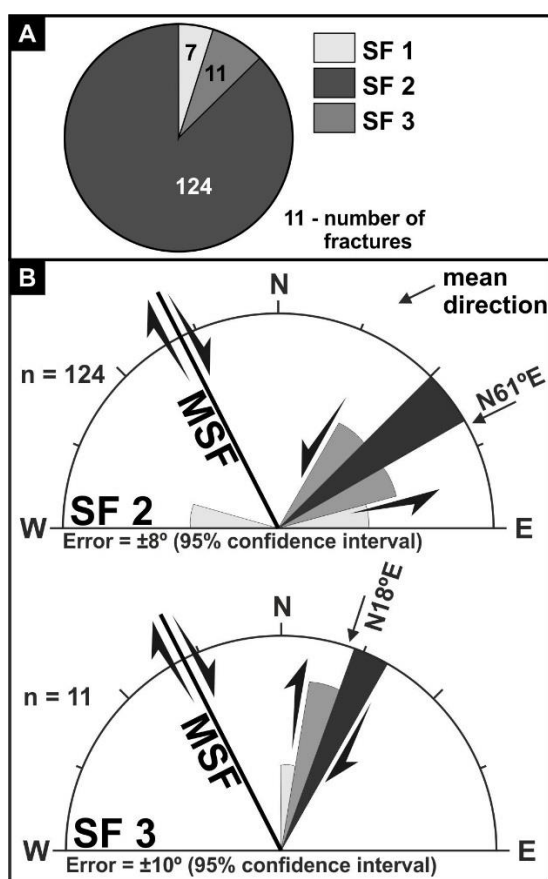 A
7
11
124
SF 1
SF 2
SF 3
11 - number of
fractures
B
N
mean
direction
n = 124
MSF
N61ºE
W
SF 2
E
Error = ±8º (95% confidence interval)
N
N18ºE
n = 11
MSF
SF 3
W
E
Error = ±10º (95% confidence interval)